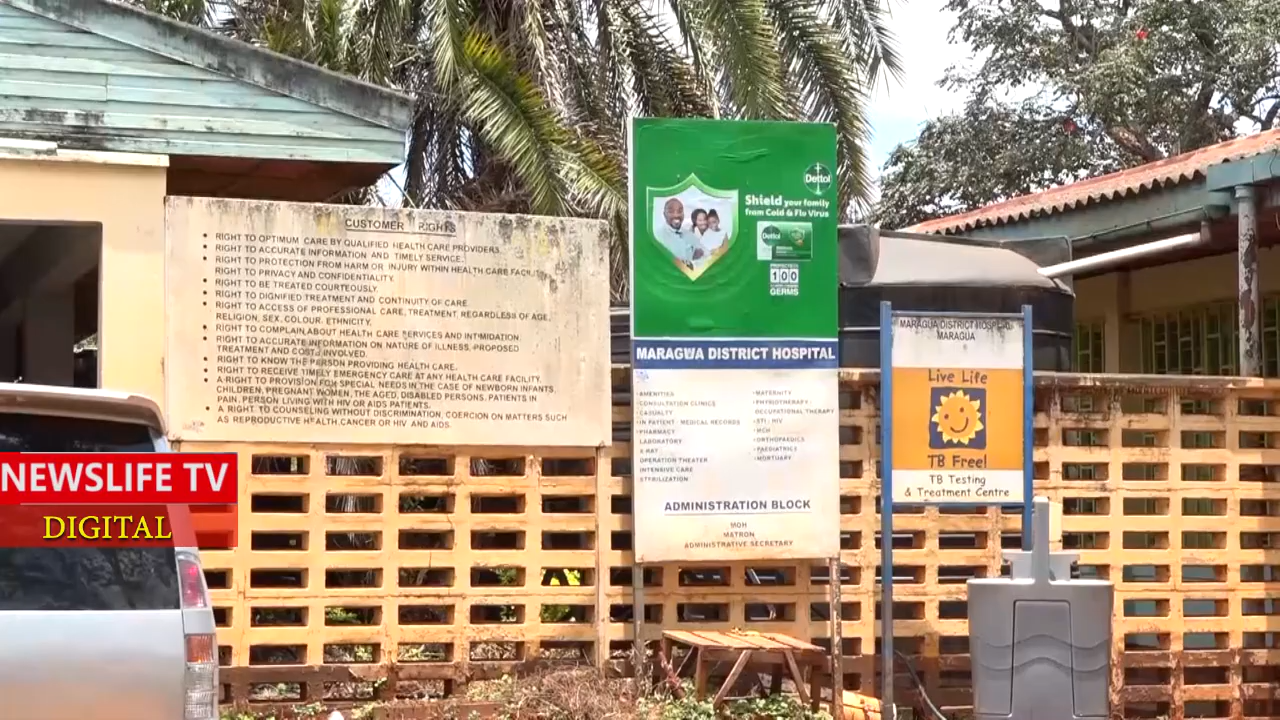 CUSTOMER RIGHTS
RIGHT TO OPTIMUM CARE BY QUALIFIED HEALTH CARE PROVIDERS.
RIGHT TO ACCURATE INFORMATION AND TIMELY SERVICE.
RIGHT TO PROTECTION FROM HARM OR INJURY WITHIN HEALTH CARE
RIGHT TO PRIVACY AND CONFIDENTIALITY.
RIGHT TO BE TREATED COURTEOUSLY.
RIGHT TO DIGNIFIED TREATMENT AND CONTINUITY OF CARE.
RIGHT TO ACCESS OF PROFESSIONAL CARE, TREATMENT, REGARDLESS OF AGE,
RELIGION, SEX, COLOUR, ETHNICITY.
RIGHT TO COMPLAIN ABOUT HEALTH CARE SERVICES AND INTIMIDATION.
RIGHT TO ACCURATE INFORMATION ON NATURE OF ILLNESS, PROPOSED
TREATMENT AND COSTS INVOLVED.
RIGHT TO KNOW THE PERSON PROVIDING HEALTH CARE.
RIGHT TO RECEIVE TIMELY EMERGENCY CARE AT ANY HEALTH CARE FACILITY.
A RIGHT TO PROVISION FOR SPECIAL NEEDS IN THE CASE OF NEWBORN INFANTS,
CHILDREN, PREGNANT WOMEN, THE AGED, DISABLED PERSONS, PATIENTS IN
PAIN, PERSON LIVING WITH HIV OR AIDS PATIENTS.
A RIGHT TO COUNSELING WITHOUT DISCRIMINATION, COERCION ON MATTERS SUCH
AS REPRODUCTIVE HEALTH, CANCER OR HIV AND AIDS.
NEWSLIFE TV
DIGITAL
Dettol
Shield your family
from Cold & Flu Virus
Dettol
100
GERMS
MARAGUA DISTRICT HOSPITAL
AMENITIES
CONSULTATION CLINICS
CASUALTY
IN PATIENT MEDICAL RECORDS
PHARMACY
LABORATORY
X-RAY
OPERATION THEATER
INTENSIVE CARE
STERILIZATION
MATERNITY
PHYSIOTHERAPY
OCCUPATIONAL THERAPY
STI / HIV
MCH
ORTHOPAEDICS
PAEDIATRICS
MORTUARY
ADMINISTRATION BLOCK
MOH
MATRON
ADMINISTRATIVE SECRETARY
MARAGUA DISTRICT HOSPITAL
MARAGUA
Live Life
TB Free!
TB Testing
& Treatment Centre